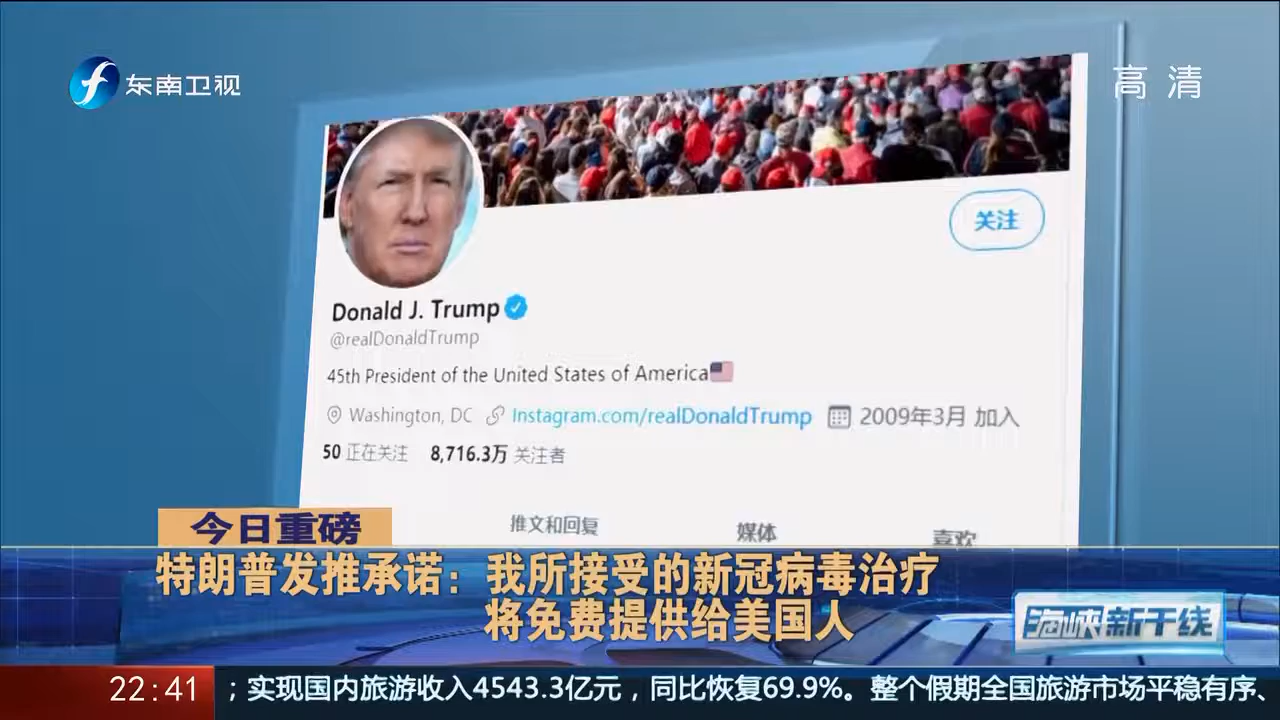 东南卫视
高清
关注
Donald J. Trump
@realDonaldTrump
45th President of the United States of America
Washington, DC Instagram.com/realDonaldTrump 2009年3月 加入
50 正在关注 8,716.3万 关注者
推文和回复 媒体 喜欢
今日重磅
特朗普发推承诺：我所接受的新冠病毒治疗
将免费提供给美国人
海峡新干线
22:41 ；实现国内旅游收入4543.3亿元，同比恢复69.9%。整个假期全国旅游市场平稳有序、